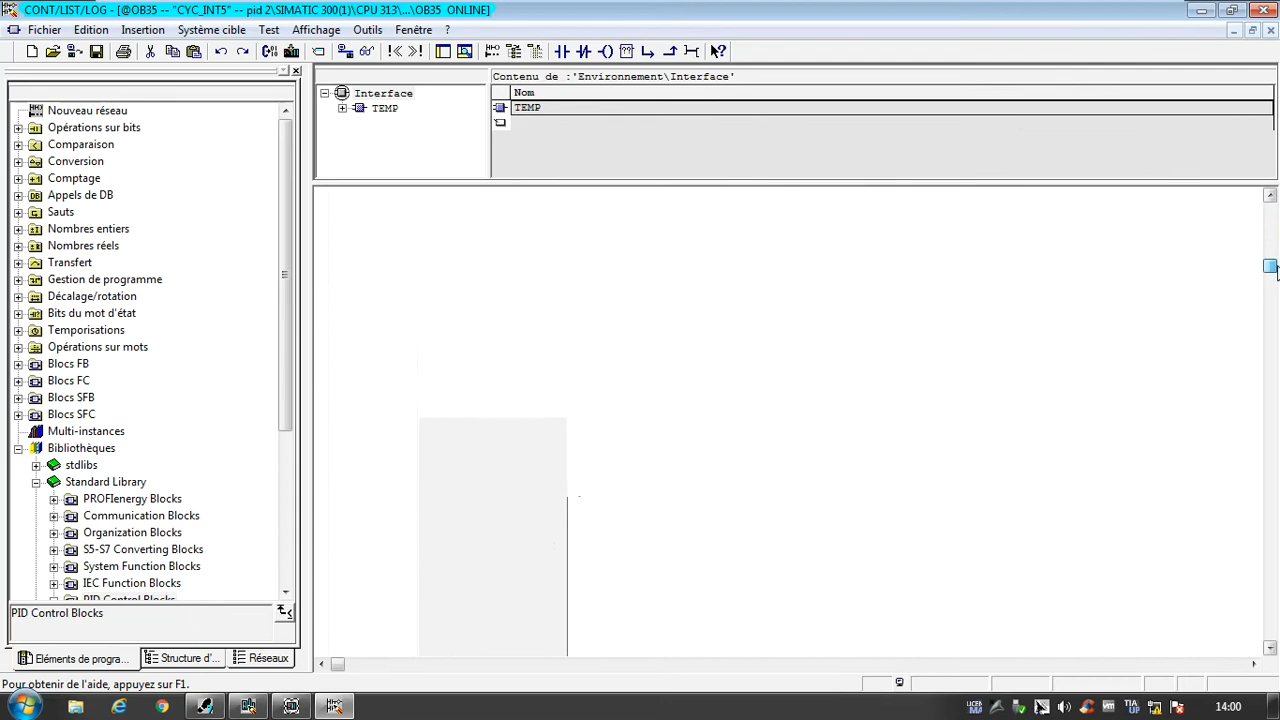 CONT/LIST/LOG - [@OB35 -- "CYC_INT5" -- pid 2\SIMATIC 300(1)\CPU 313\...\OB35 ONLINE]
Fichier Edition Insertion Système cible Test Affichage Outils Fenêtre ?
Contenu de :'Environnement\Interface'
Interface
TEMP
Nom
TEMP
Nouveau réseau
Opérations sur bits
Comparaison
Conversion
Comptage
Appels de DB
Sauts
Nombres entiers
Nombres réels
Transfert
Gestion de programme
Décalage/rotation
Bits du mot d'état
Temporisations
Opérations sur mots
Blocs FB
Blocs FC
Blocs SFB
Blocs SFC
Multi-instances
Bibliothèques
stdlibs
Standard Library
PROFIenergy Blocks
Communication Blocks
Organization Blocks
S5-S7 Converting Blocks
System Function Blocks
IEC Function Blocks
PID Control Blocks
PID Control Blocks
Eléments de progra... Structure d'... Réseaux
Pour obtenir de l'aide, appuyez sur F1.
14:00